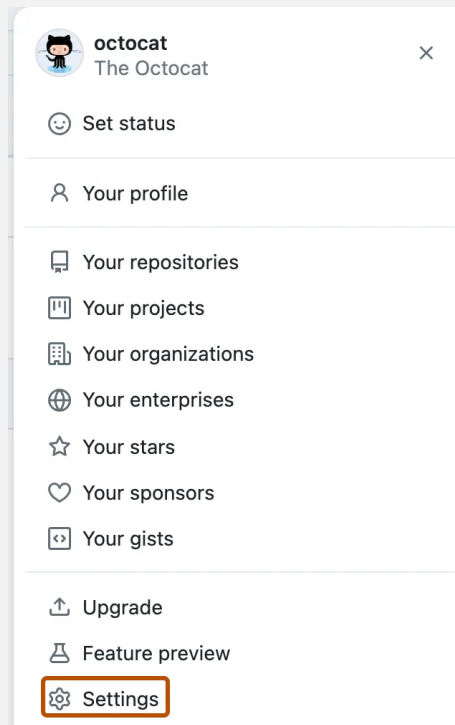 octocat
The Octocat
Set status
Your profile
Your repositories
Your projects
Your organizations
Your enterprises
Your stars
Your sponsors
Your gists
Upgrade
Feature preview
Settings